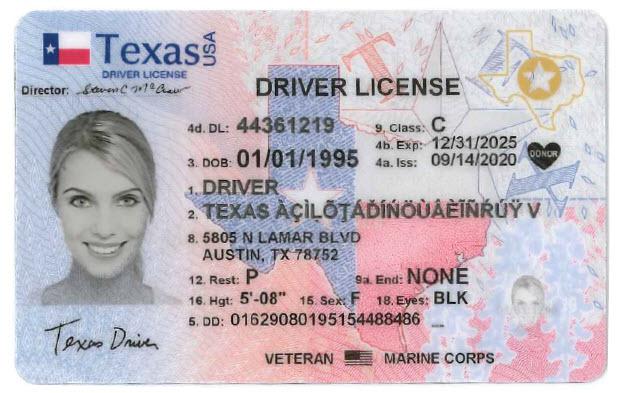 Texas USA
DRIVER LICENSE
Director: Steven C McCraw
DRIVER LICENSE
4d. DL: 44361219 9. Class: C
4b. Exp: 12/31/2025
3. DOB: 01/01/1995 4a. Iss: 09/14/2020 DONOR
1. DRIVER
2. TEXAS ÀÇÌLÕŢÁĎÍŃÖÙÂÈÏÑŔÚŸ V
8. 5805 N LAMAR BLVD
AUSTIN, TX 78752
12. Rest: P 9a. End: NONE
16. Hgt: 5'-08" 15. Sex: F 18. Eyes: BLK
5. DD: 01629080195154488486
Texas Driver
VETERAN MARINE CORPS